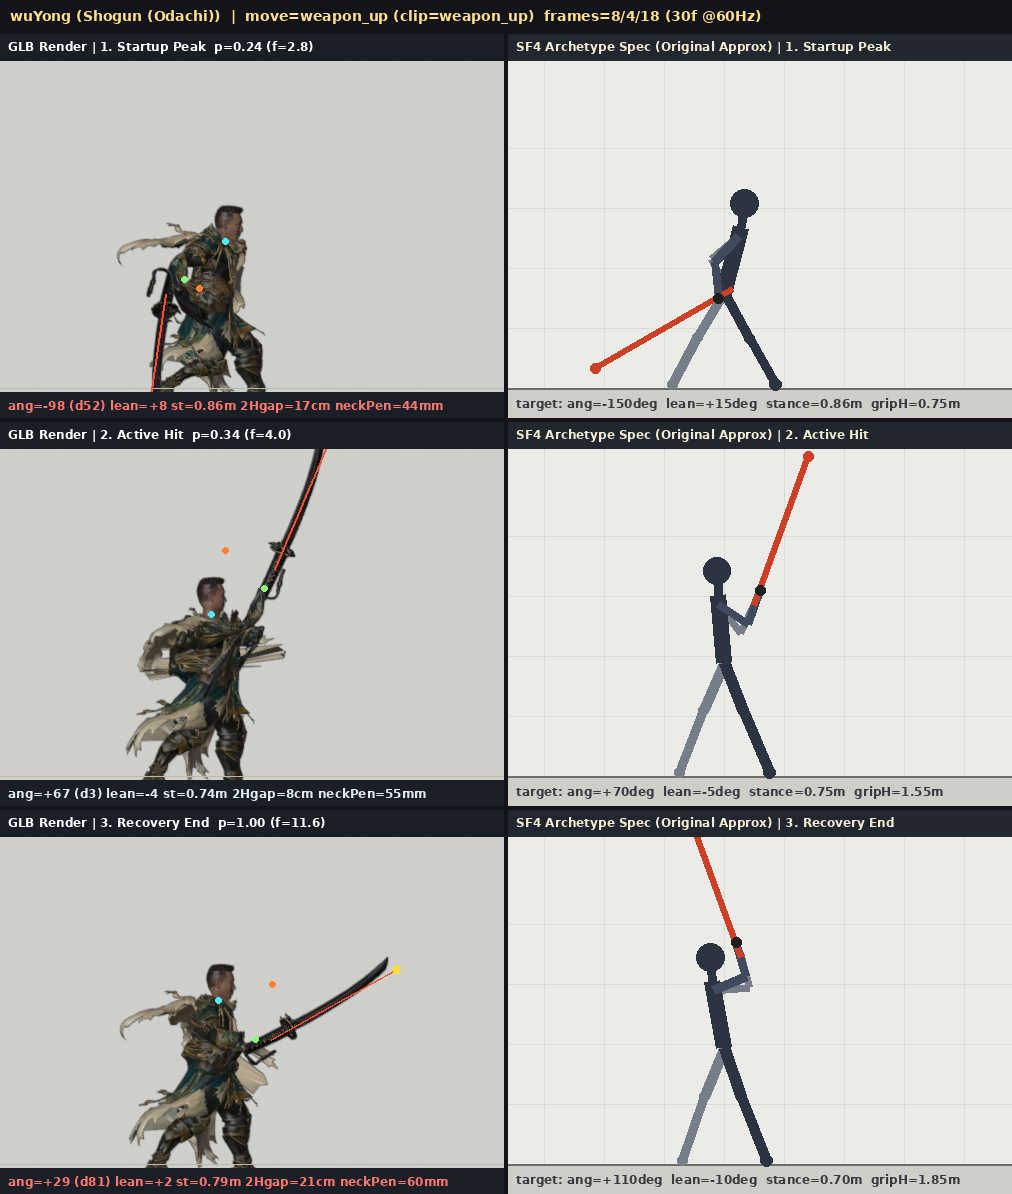 wuYong (Shogun (Odachi)) | move=weapon_up (clip=weapon_up) frames=8/4/18 (30f @60Hz)
GLB Render | 1. Startup Peak p=0.24 (f=2.8)
SF4 Archetype Spec (Original Approx) | 1. Startup Peak
ang=-98 (d52) lean=+8 st=0.86m 2Hgap=17cm neckPen=44mm
target: ang=-150deg lean=+15deg stance=0.86m gripH=0.75m
GLB Render | 2. Active Hit p=0.34 (f=4.0)
SF4 Archetype Spec (Original Approx) | 2. Active Hit
ang=+67 (d3) lean=-4 st=0.74m 2Hgap=8cm neckPen=55mm
target: ang=+70deg lean=-5deg stance=0.75m gripH=1.55m
GLB Render | 3. Recovery End p=1.00 (f=11.6)
SF4 Archetype Spec (Original Approx) | 3. Recovery End
ang=+29 (d81) lean=+2 st=0.79m 2Hgap=21cm neckPen=60mm
target: ang=+110deg lean=-10deg stance=0.70m gripH=1.85m